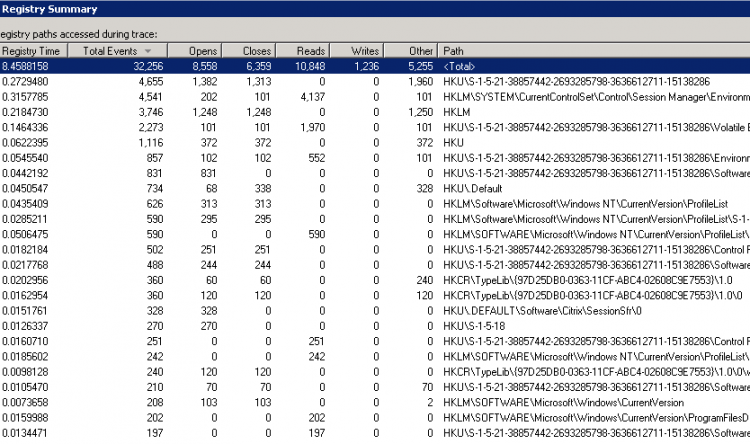 Registry Summary
egistry paths accessed during trace:
Registry Time Total Events Opens Closes Reads Writes Other Path
8.4588158 32,256 8,558 6,359 10,848 1,236 5,255 <Total>
0.2729480 4,655 1,382 1,313 0 0 1,960 HKU\S-1-5-21-38857442-2693285798-3636612711-15138286
0.3157785 4,541 202 101 4,137 0 101 HKLM\SYSTEM\CurrentControlSet\Control\Session Manager\Environm
0.2184730 3,746 1,248 1,248 0 0 1,250 HKLM
0.1464336 2,273 101 101 1,970 0 101 HKU\S-1-5-21-38857442-2693285798-3636612711-15138286\Volatile E
0.0622395 1,116 372 372 0 0 372 HKU
0.0545540 857 102 102 552 0 101 HKU\S-1-5-21-38857442-2693285798-3636612711-15138286\Environ
0.0442192 831 831 0 0 0 0 HKU\S-1-5-21-38857442-2693285798-3636612711-15138286\Software
0.0450547 734 68 338 0 0 328 HKU\.Default
0.0435409 626 313 313 0 0 0 HKLM\Software\Microsoft\Windows NT\CurrentVersion\ProfileList
0.0285211 590 295 295 0 0 0 HKLM\Software\Microsoft\Windows NT\CurrentVersion\ProfileList\S-1-
0.0506475 590 0 0 590 0 0 HKLM\SOFTWARE\Microsoft\Windows NT\CurrentVersion\ProfileList\
0.0182184 502 251 251 0 0 0 HKU\S-1-5-21-38857442-2693285798-3636612711-15138286\Control F
0.0217768 488 244 244 0 0 0 HKU\S-1-5-21-38857442-2693285798-3636612711-15138286\Software
0.0202956 360 60 60 0 0 240 HKCR\TypeLib\{97D25DB0-0363-11CF-ABC4-02608C9E7553}\1.0
0.0162954 360 120 120 0 0 120 HKCR\TypeLib\{97D25DB0-0363-11CF-ABC4-02608C9E7553}\1.0\0
0.0151761 328 328 0 0 0 0 HKU\.DEFAULT\Software\Citrix\SessionSfr\0
0.0126337 270 270 0 0 0 0 HKU\S-1-5-18
0.0160710 251 0 0 251 0 0 HKU\S-1-5-21-38857442-2693285798-3636612711-15138286\Control F
0.0185602 242 0 0 242 0 0 HKLM\SOFTWARE\Microsoft\Windows NT\CurrentVersion\ProfileList\
0.0098128 240 120 120 0 0 0 HKCR\TypeLib\{97D25DB0-0363-11CF-ABC4-02608C9E7553}\1.0\0\w
0.0105470 210 70 70 0 0 70 HKU\S-1-5-21-38857442-2693285798-3636612711-15138286\Software
0.0073658 208 103 103 0 0 2 HKLM\SOFTWARE\Microsoft\Windows\CurrentVersion
0.0159988 202 0 0 202 0 0 HKLM\SOFTWARE\Microsoft\Windows\CurrentVersion\ProgramFilesD
0.0134471 197 0 0 197 0 0 HKU\S-1-5-21-38857442-2693285798-3636612711-15138286\Software